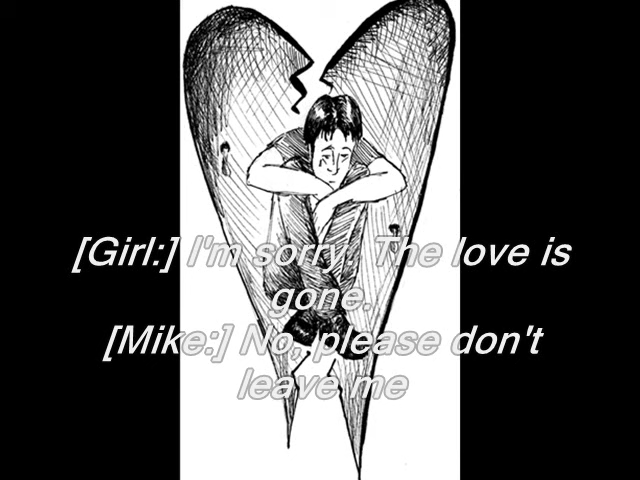 [Girl:] I'm sorry. The love is
gone.
[Mike:] No, please don't
leave me